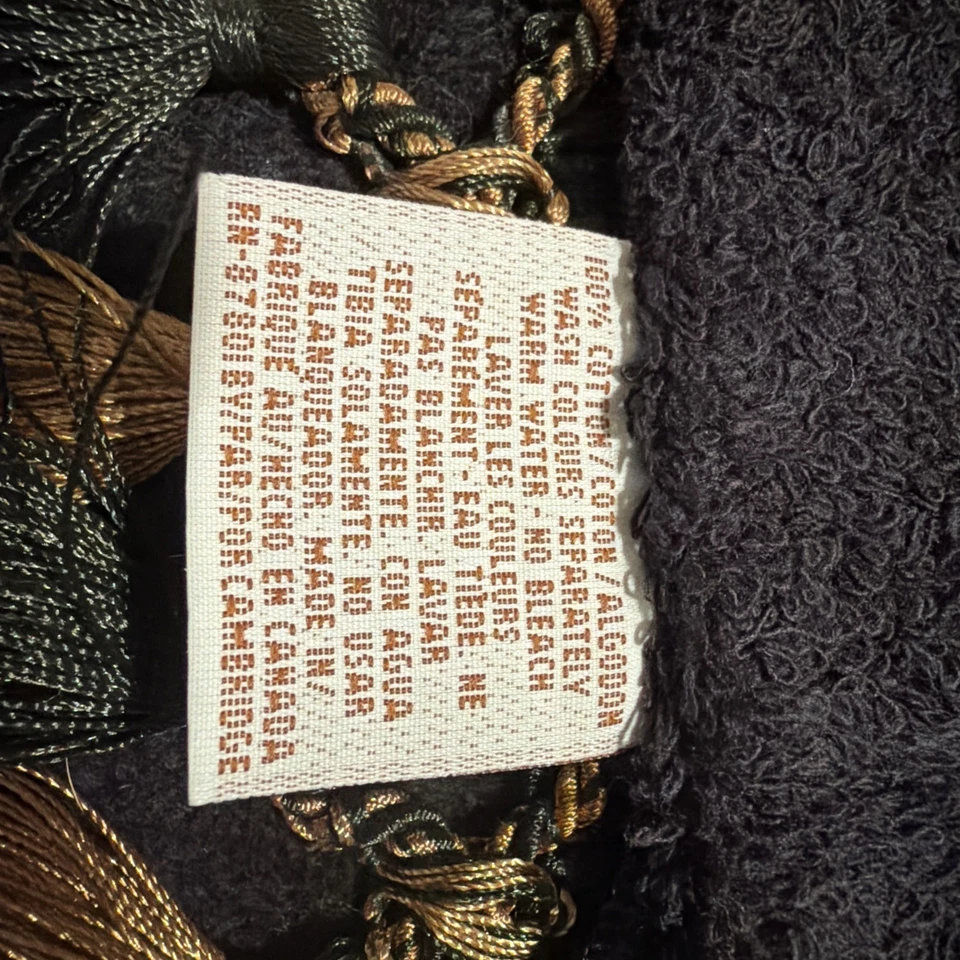 100% COTTON/COTON/ALGODON
WASH COLOURS SEPARATELY
WARM WATER-NO BLEACH
LAVER LES COULEURS
SEPAREMENT-EAU TIEDE NE
PAS BLANCHIR. LAVAR
SEPARADAMENTE. CON AGUA
TIBIA SOLAMENTE. NO USAR
BLANQUEADOR. MADE IN/
FABRIQUE AU/HECHO EN CANADA
BY/PAR/POR CAMBRIDGE